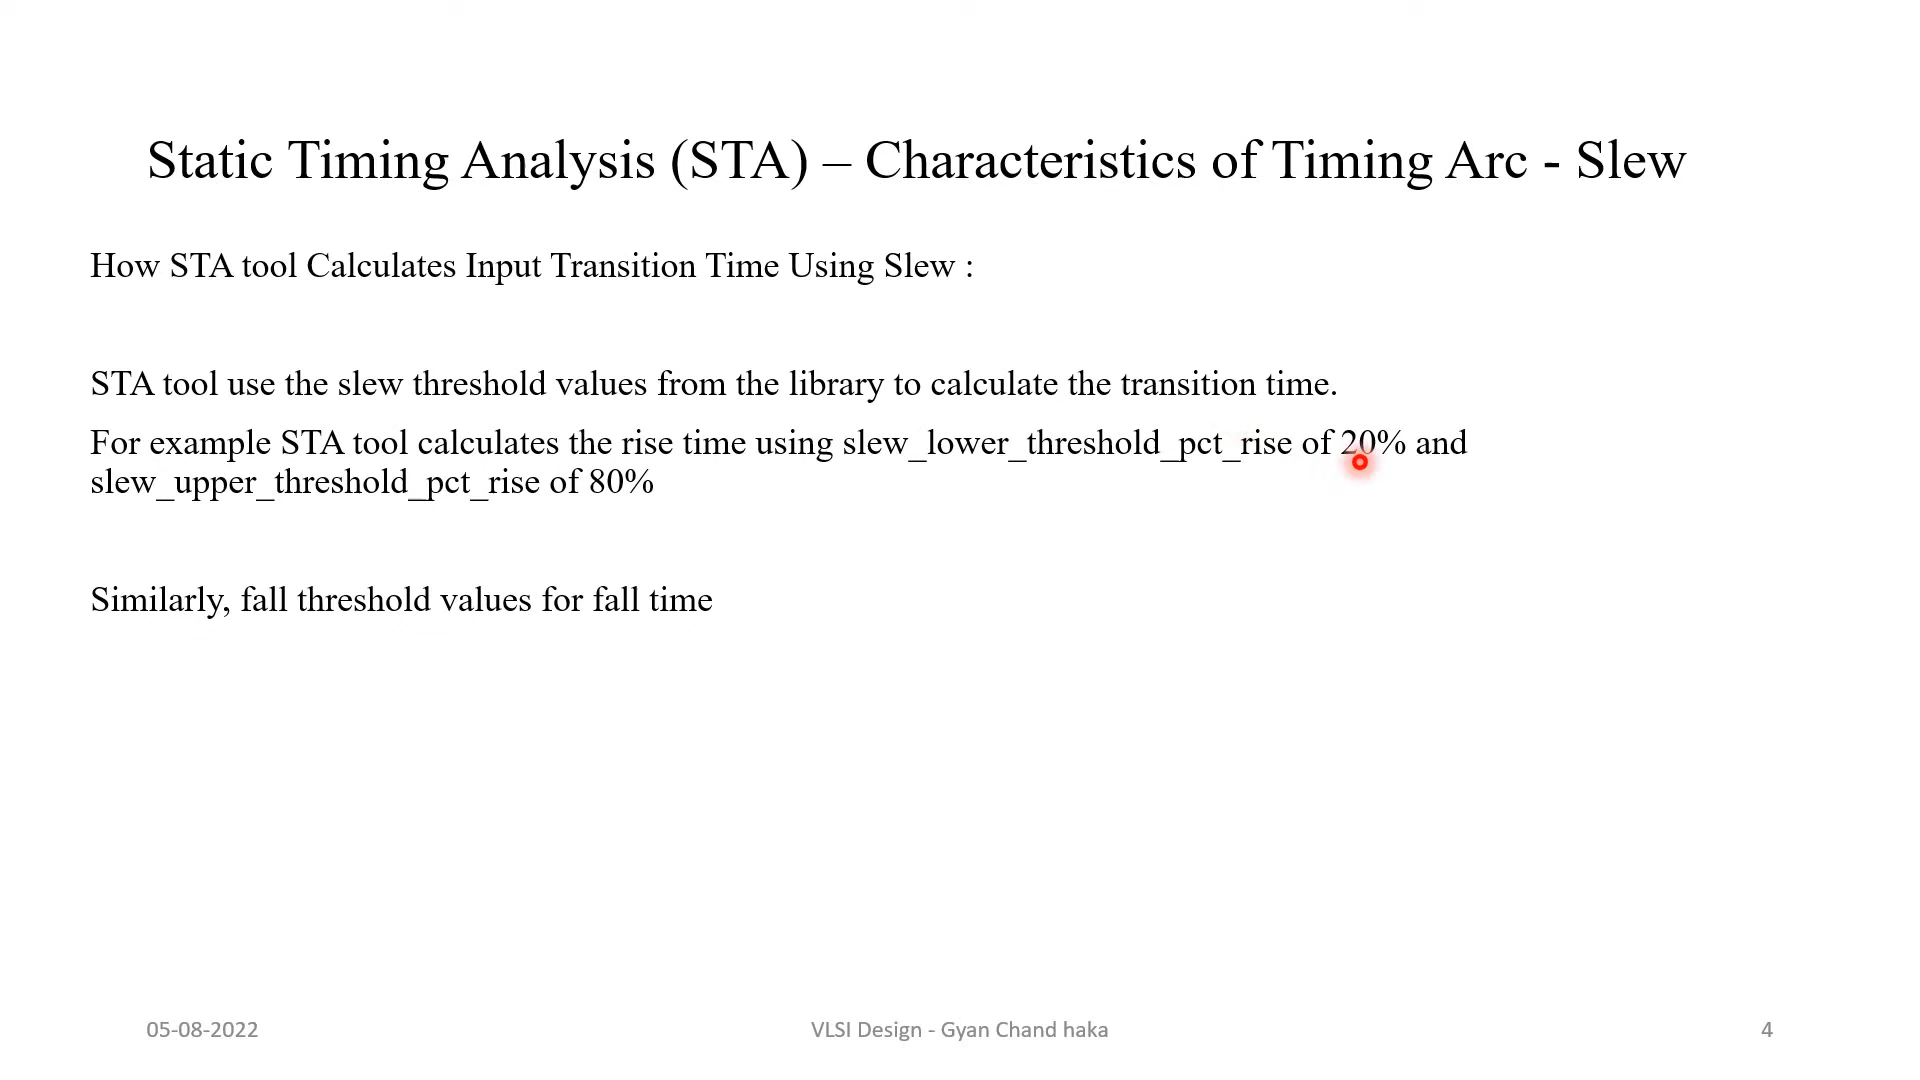 Static Timing Analysis (STA) – Characteristics of Timing Arc - Slew
How STA tool Calculates Input Transition Time Using Slew :
STA tool use the slew threshold values from the library to calculate the transition time.
For example STA tool calculates the rise time using slew_lower_threshold_pct_rise of 20% and
slew_upper_threshold_pct_rise of 80%
Similarly, fall threshold values for fall time
05-08-2022
VLSI Design - Gyan Chand haka
4